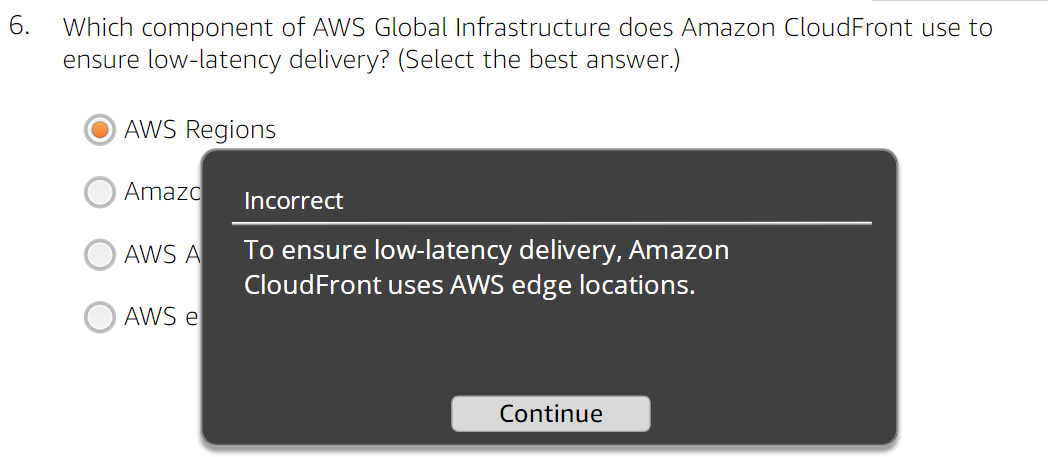 6. Which component of AWS Global Infrastructure does Amazon CloudFront use to
ensure low-latency delivery? (Select the best answer.)
AWS Regions
AWS
AWS
Incorrect
To ensure low-latency delivery, Amazon
CloudFront uses AWS edge locations.
Continue